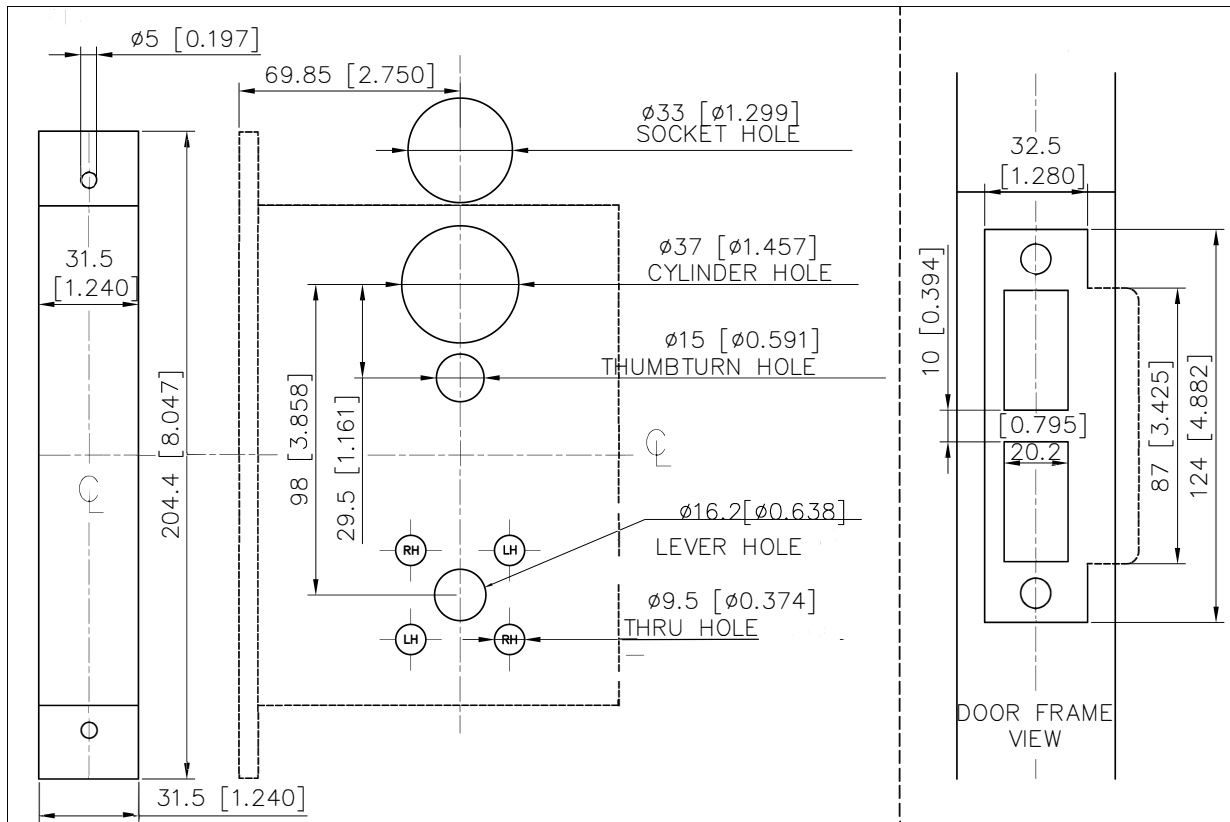 ø5 [0.197]
69.85 [2.750]
ø33 [ø1.299]
SOCKET HOLE
32.5
[1.280]
31.5
[1.240]
ø37 [ø1.457]
CYLINDER HOLE
10 [0.394]
ø15 [ø0.591]
THUMBTURN HOLE
204.4 [8.047]
98 [3.858]
29.5 [1.161]
[0.795]
20.2
87 [3.425]
124 [4.882]
CL
CL
ø16.2[ø0.638]
LEVER HOLE
RH
LH
ø9.5 [ø0.374]
THRU HOLE
LH
RH
DOOR FRAME
VIEW
31.5 [1.240]